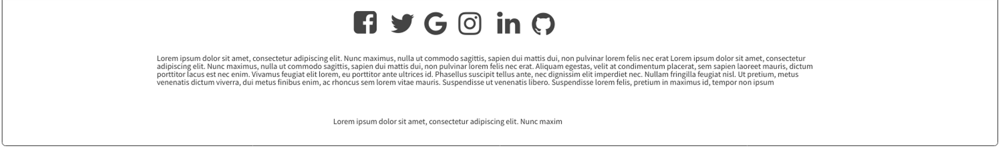 Lorem ipsum dolor sit amet, consectetur adipiscing elit. Nunc maximus, nulla ut commodo sagittis, sapien dui mattis dui, non pulvinar lorem felis nec erat Lorem ipsum dolor sit amet, consectetur
adipiscing elit. Nunc maximus, nulla ut commodo sagittis, sapien dui mattis dui, non pulvinar lorem felis nec erat. Aliquam egestas, velit at condimentum placerat, sem sapien laoreet mauris, dictum
porttitor lacus est nec enim. Vivamus feugiat elit lorem, eu porttitor ante ultrices id. Phasellus suscipit tellus ante, nec dignissim elit imperdiet nec. Nullam fringilla feugiat nisl. Ut pretium, metus
venenatis dictum viverra, dui metus finibus enim, ac rhoncus sem lorem vitae mauris. Suspendisse ut venenatis libero. Suspendisse lorem felis, pretium in maximus id, tempor non ipsum
Lorem ipsum dolor sit amet, consectetur adipiscing elit. Nunc maxim